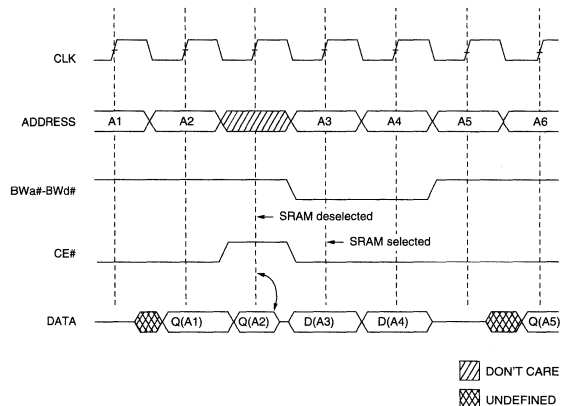 CLK
ADDRESS A1 A2 A3 A4 A5 A6
BWa#-BWd#
SRAM deselected
SRAM selected
CE#
DATA Q(A1) Q(A2) D(A3) D(A4) Q(A5)
DON'T CARE
UNDEFINED